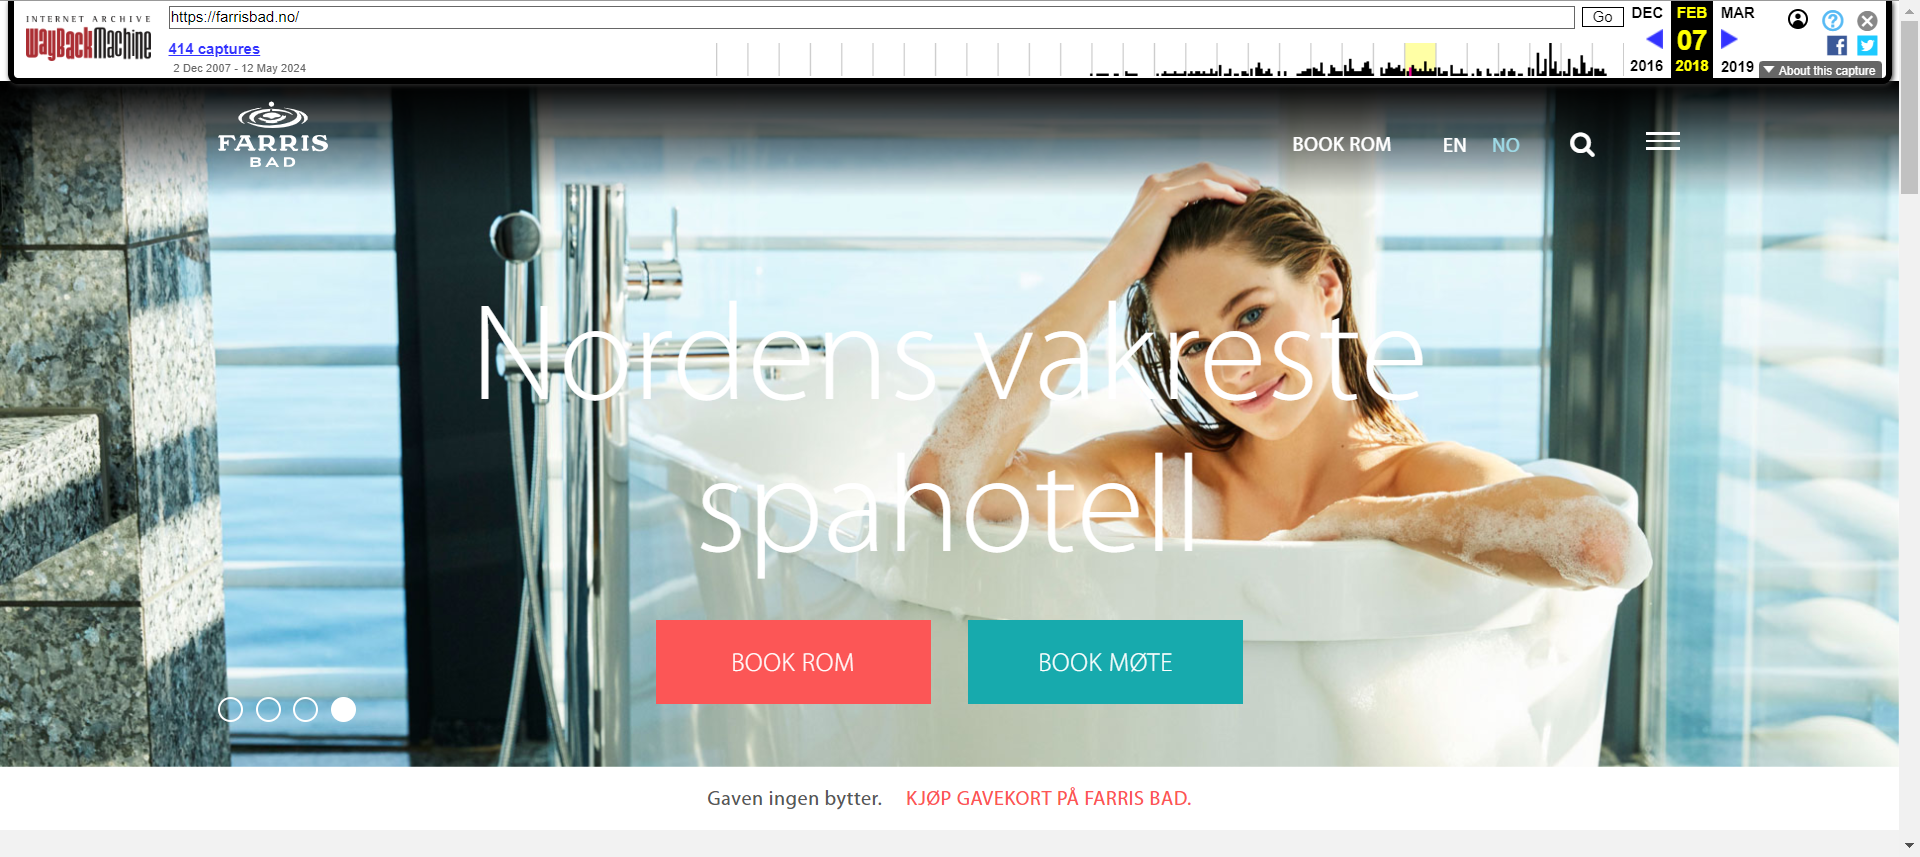 INTERNET ARCHIVE
WayBackMachine
https://farrisbad.no/
Go
414 captures
2 Dec 2007 - 12 May 2024
DEC
FEB
MAR
07
2016
2018
2019
About this capture
FARRIS
BAD
BOOK ROM
EN
NO
Nordens vakreste
spahotell
BOOK ROM
BOOK MØTE
Gaven ingen bytter. KJØP GAVEKORT PÅ FARRIS BAD.